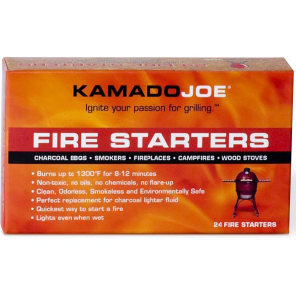 KAMADOJOE®
Ignite your passion for grilling.™
FIRE STARTERS
CHARCOAL BBQS • SMOKERS • FIREPLACES • CAMPFIRES • WOOD STOVES
• Burns up to 1300°F for 8-12 minutes
• Non-toxic, no oils, no chemicals, no flare-up
• Clean, Odorless, Smokeless and Environmentally Safe
• Perfect replacement for charcoal lighter fluid
• Quickest way to start a fire
• Lights even when wet
24 FIRE STARTERS